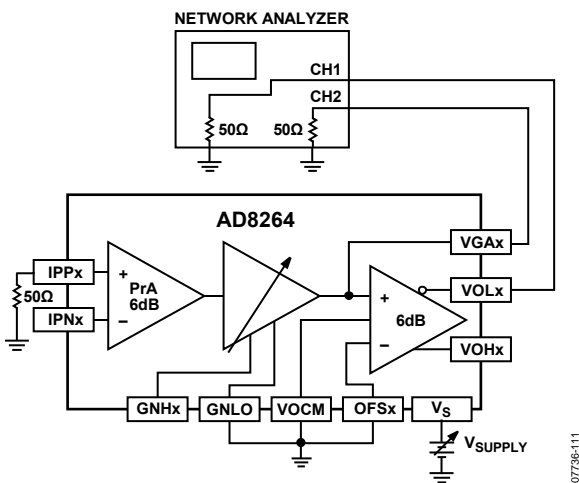 NETWORK ANALYZER
CH1
CH2
50Ω
50Ω
AD8264
VGAx
IPPx
+
+
VOLx
PrA
6dB
6dB
50Ω
IPNx
–
–
VOHx
GNHx
GNLO
VOCM
OFSx
VS
VSUPPLY
07736-111